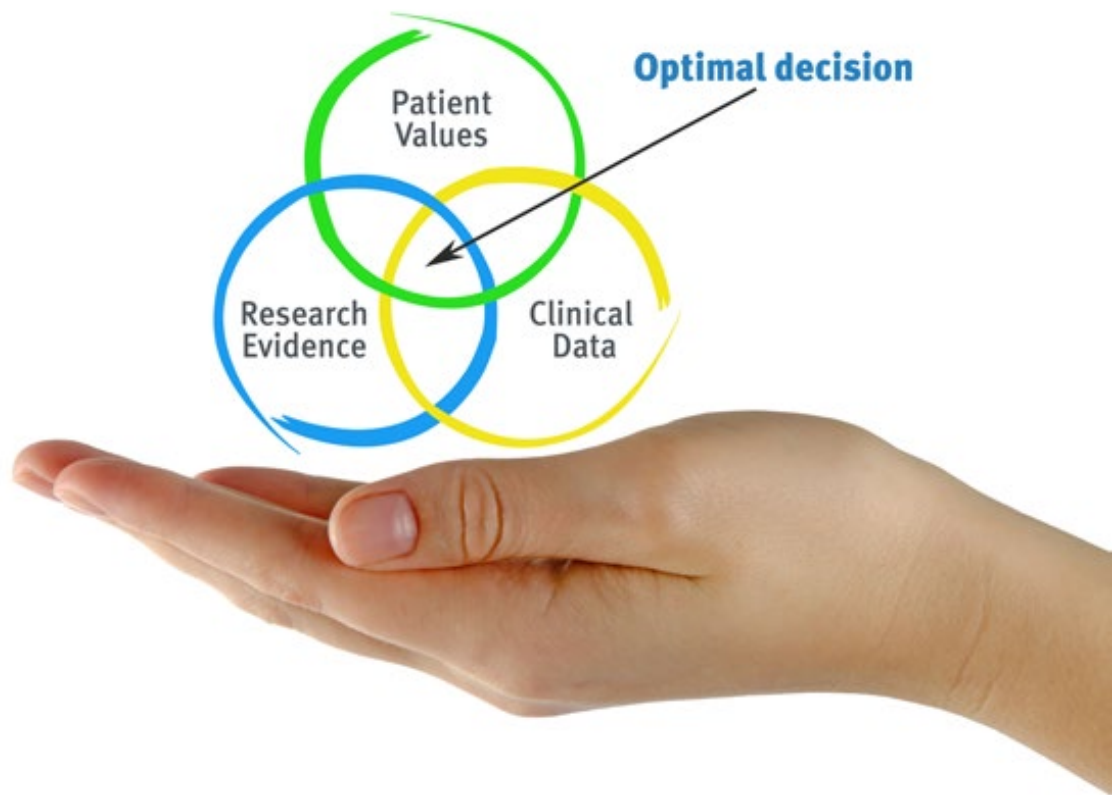 Optimal decision
Patient
Values
Research
Evidence
Clinical
Data